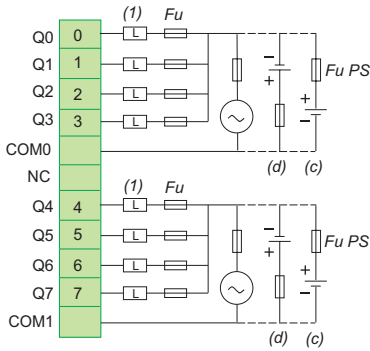 (1) Fu
Q0 0 L
Q1 1 L
Q2 2 L
Q3 3 L
− + + − Fu PS
COM0
(d) (c)
NC
(1) Fu
Q4 4 L
Q5 5 L
Q6 6 L
Q7 7 L
− + + − Fu PS
COM1
(d) (c)